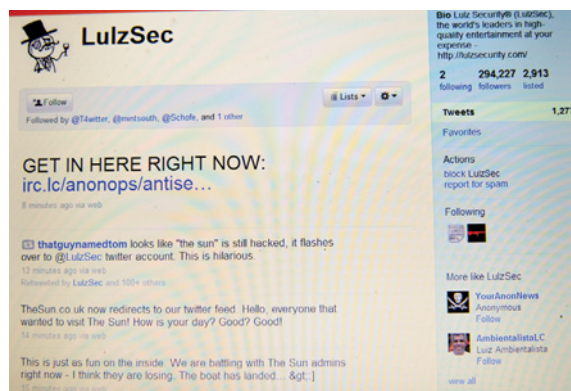 LulzSec
Follow
Lists
Followed by @T4witter, @mintsouth, @Schofe, and 1 other
GET IN HERE RIGHT NOW:
irc.lc/anonops/antise…
8 minutes ago via web
thatguynamedtom looks like "the sun" is still hacked, it flashes
over to @LulzSec twitter account. This is hilarious.
13 minutes ago via web
Retweeted by LulzSec and 100+ others
TheSun.co.uk now redirects to our twitter feed. Hello, everyone that
wanted to visit The Sun! How is your day? Good? Good!
14 minutes ago via web
This is just as fun on the inside. We are battling with The Sun admins
right now - I think they are losing. The boat has landed... &gt;:]
15 minutes ago via web
Bio Lulz Security® (LulzSec),
the world's leaders in high-
quality entertainment at your
expense -
http://lulzsecurity.com/
2 294,227 2,913
following followers listed
Tweets 1,27
Favorites
Actions
block LulzSec
report for spam
Following
More like LulzSec
YourAnonNews
Anonymous
Follow
AmbientalistaLC
Luiz Ambientalista
Follow
view all